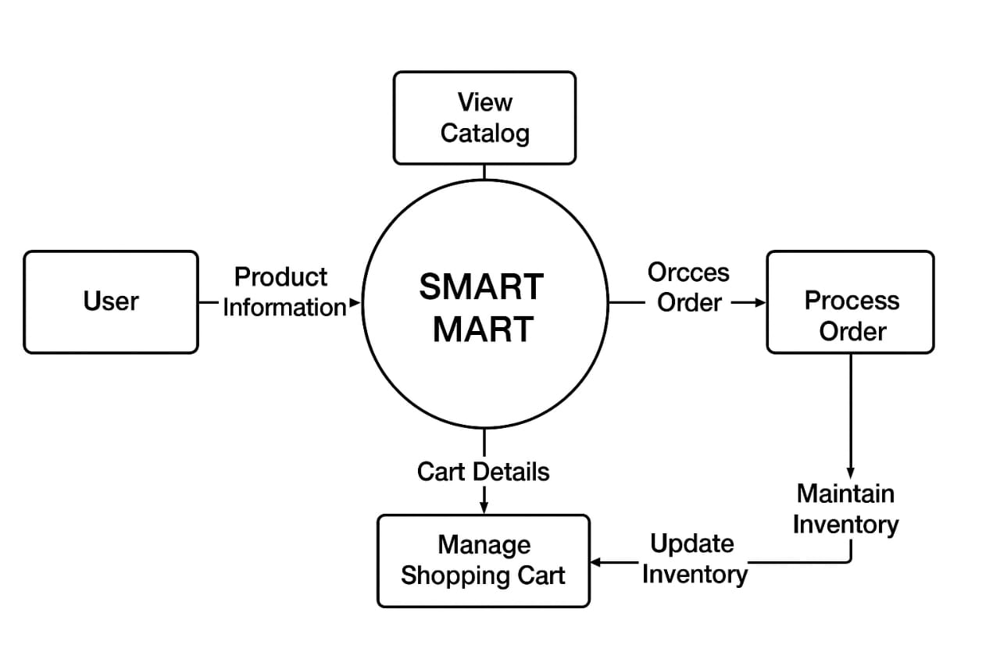 View
Catalog
User
Product
Information
SMART
MART
Orcces
Order
Process
Order
Cart Details
Maintain
Inventory
Manage
Shopping Cart
Update
Inventory